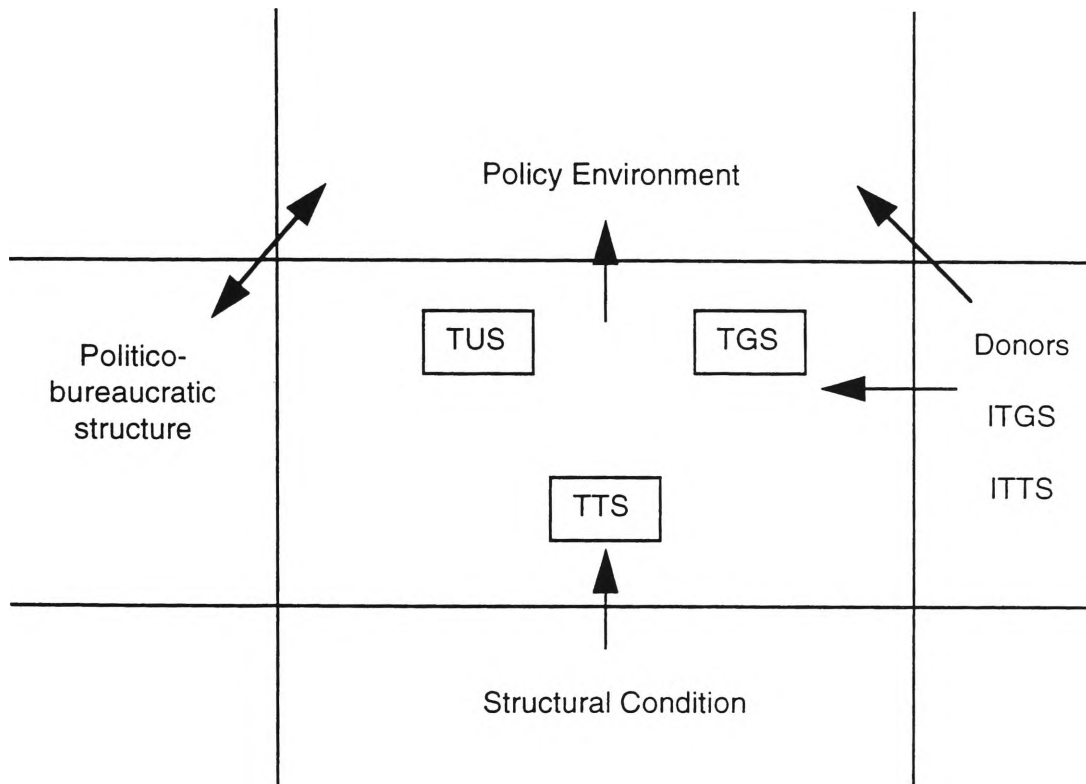 Policy Environment
Politico-
bureaucratic
structure
TUS
TGS
TTS
Donors
ITGS
ITTS
Structural Condition